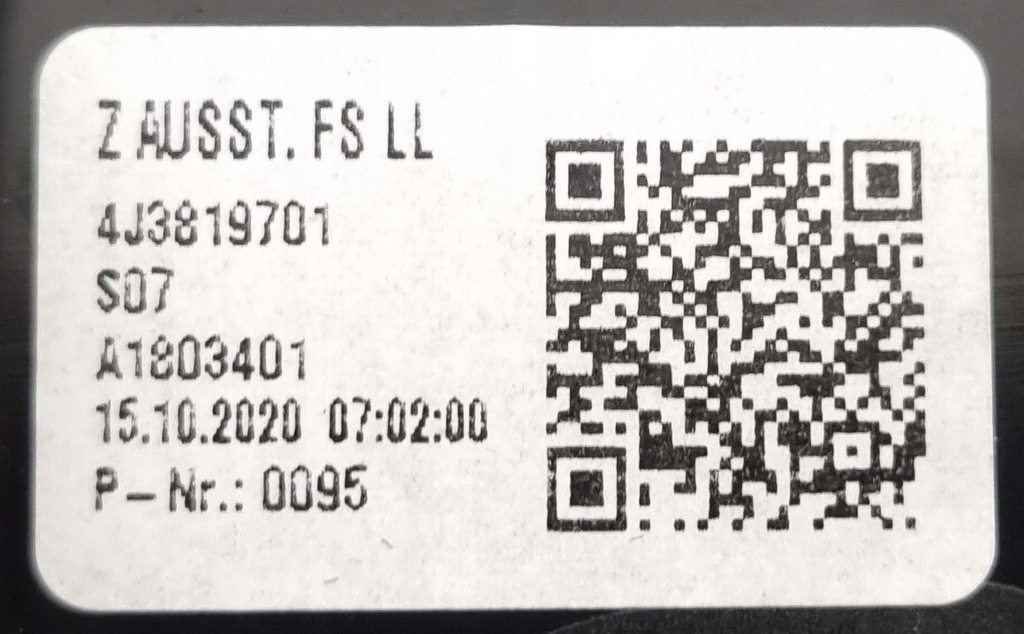 Z AUSST. FS LL
4J3819701
S07
A1803401
15.10.2020 07:02:00
P-Nr.: 0095